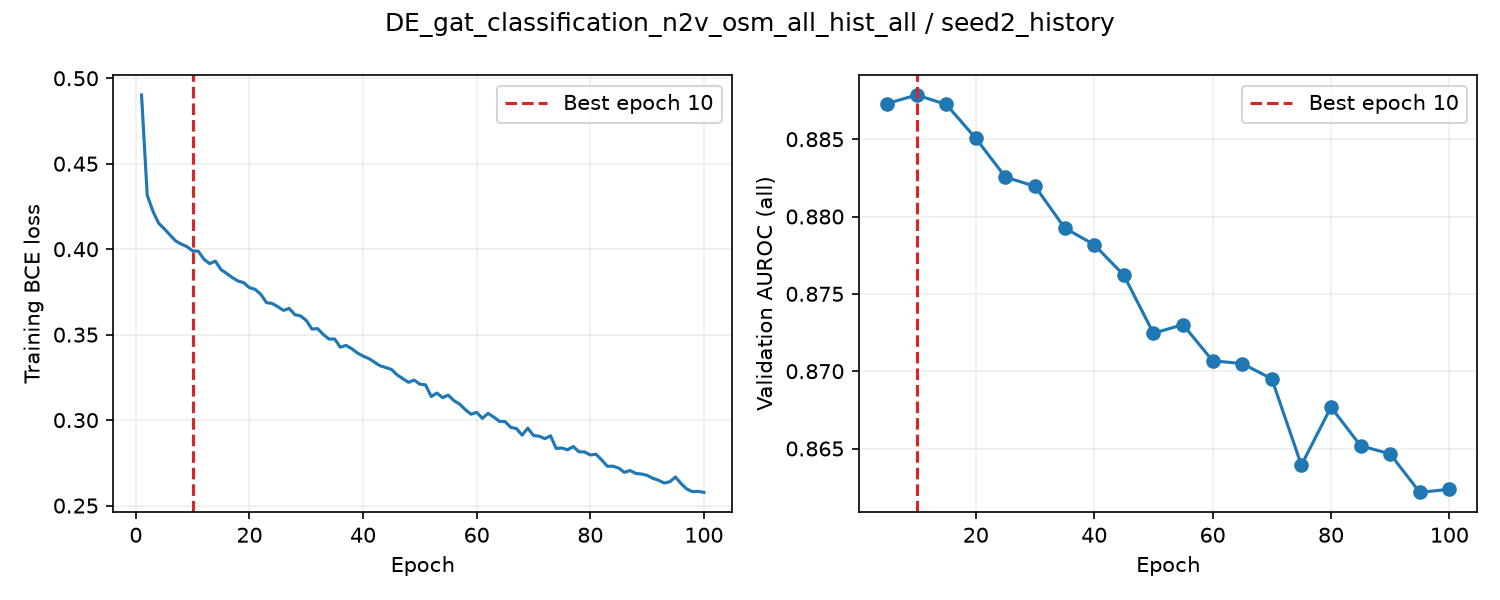 DE_gat_classification_n2v_osm_all_hist_all / seed2_history
Training BCE loss
0.50
0.45
0.40
0.35
0.30
0.25
Best epoch 10
0 20 40 60 80 100
Epoch
Validation AUROC (all)
0.885
0.880
0.875
0.870
0.865
Best epoch 10
20 40 60 80 100
Epoch